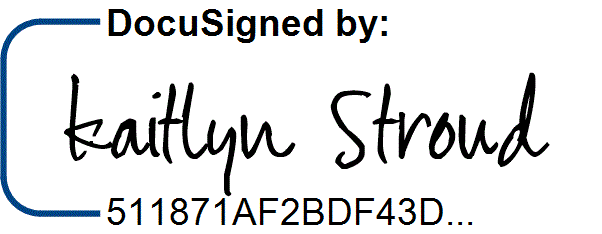 DocuSigned by:
Kaitlyn Stroud
511871AF2BDF43D...